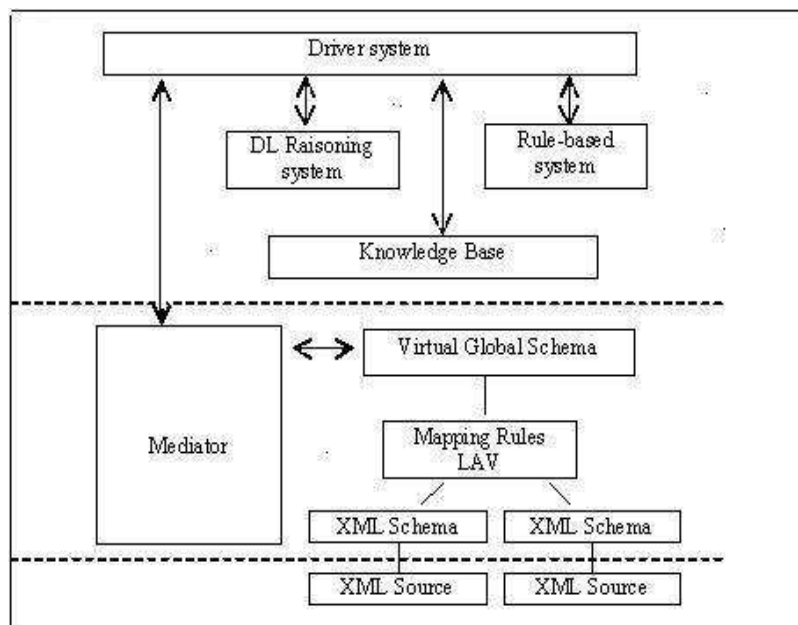 Driver system
DL Raisoning
system
Rule-based
system
Knowledge Base
Virtual Global Schema
Mediator
Mapping Rules
LAV
XML Schema
XML Schema
XML Source
XML Source